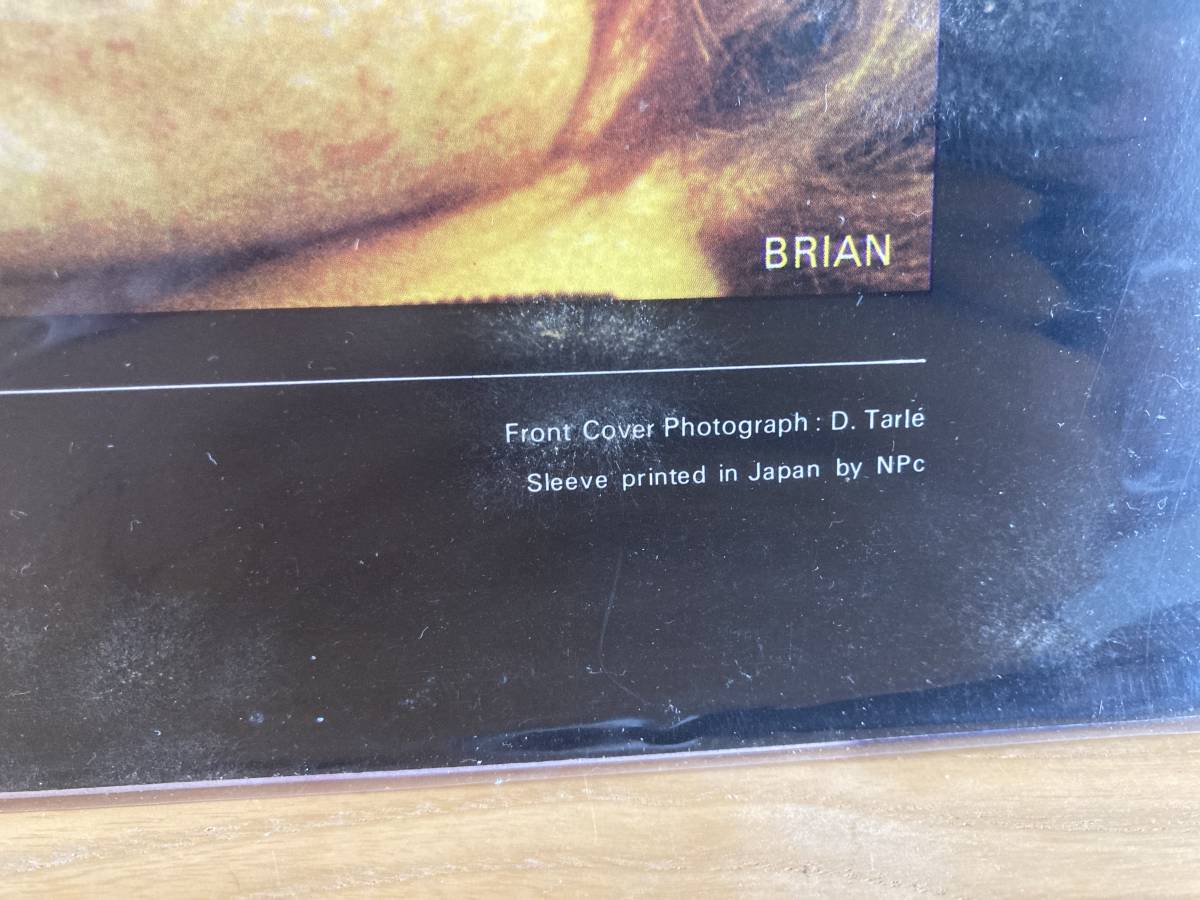 BRIAN
Front Cover Photograph : D. Tarlé
Sleeve printed in Japan by NPc